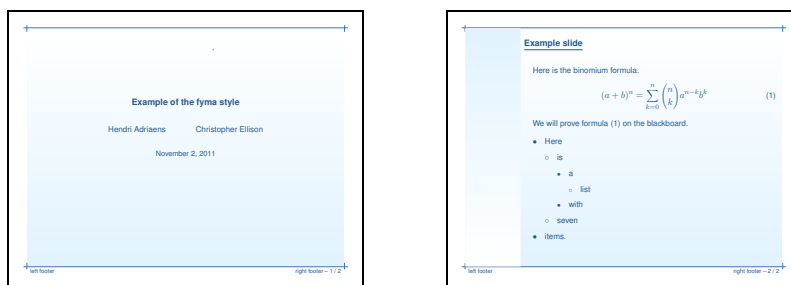 Example of the fyma style
Hendri Adriaens Christopher Ellison
November 2, 2011
left footer right footer – 1 / 2
Example slide
Here is the binomium formula.
(a + b)^n = \sum_{k=0}^{n} \binom{n}{k} a^{n-k} b^k (1)
We will prove formula (1) on the blackboard.
• Here
○ is
• a
○ list
• with
○ seven
• items.
left footer right footer – 2 / 2